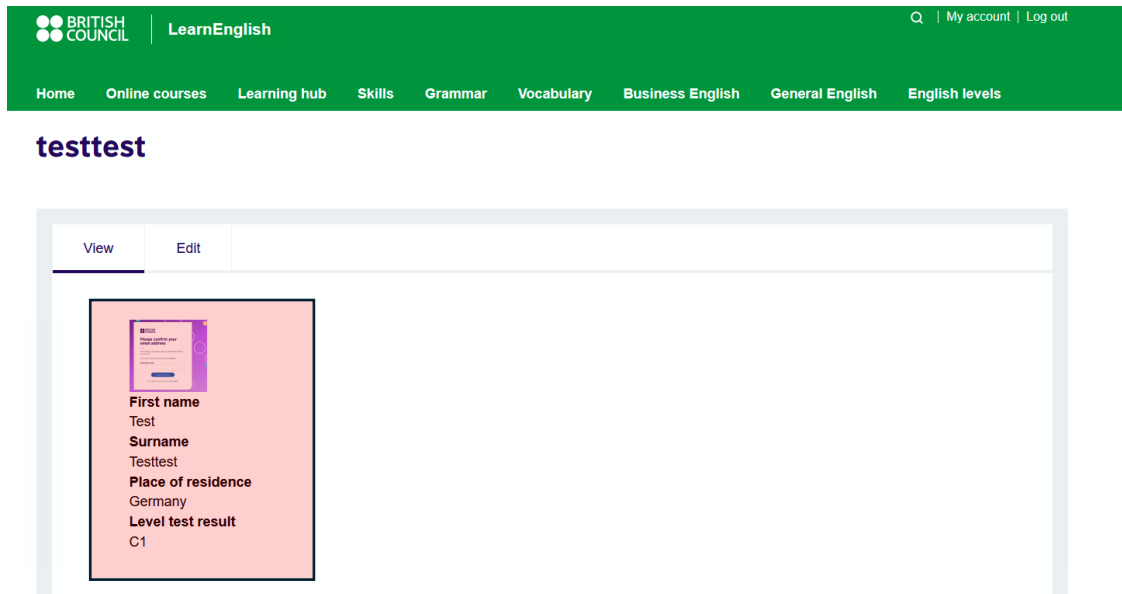 BRITISH
COUNCIL
LearnEnglish
My account | Log out
Home Online courses Learning hub Skills Grammar Vocabulary Business English General English English levels
testtest
View Edit
Please confirm your
email address
First name
Test
Surname
Testtest
Place of residence
Germany
Level test result
C1